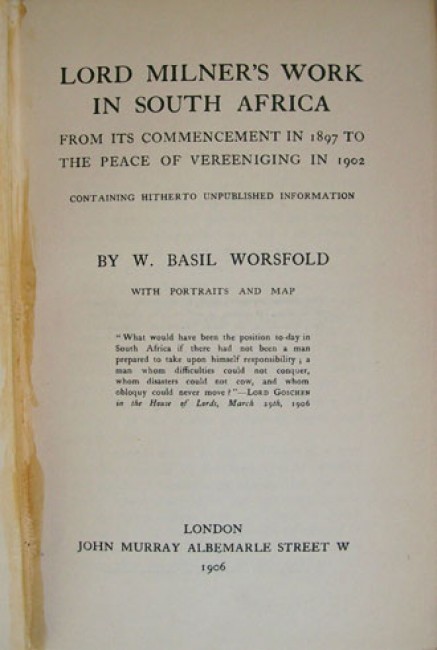 LORD MILNER'S WORK
IN SOUTH AFRICA
FROM ITS COMMENCEMENT IN 1897 TO
THE PEACE OF VEREENIGING IN 1902
CONTAINING HITHERTO UNPUBLISHED INFORMATION
BY W. BASIL WORSFOLD
WITH PORTRAITS AND MAP
"What would have been the position to-day in
South Africa if there had not been a man
prepared to take upon himself responsibility; a
man whom difficulties could not conquer,
whom disasters could not cow, and whom
obloquy could never move?"—LORD GOSCHEN
in the House of Lords, March 29th, 1906
LONDON
JOHN MURRAY ALBEMARLE STREET W
1906